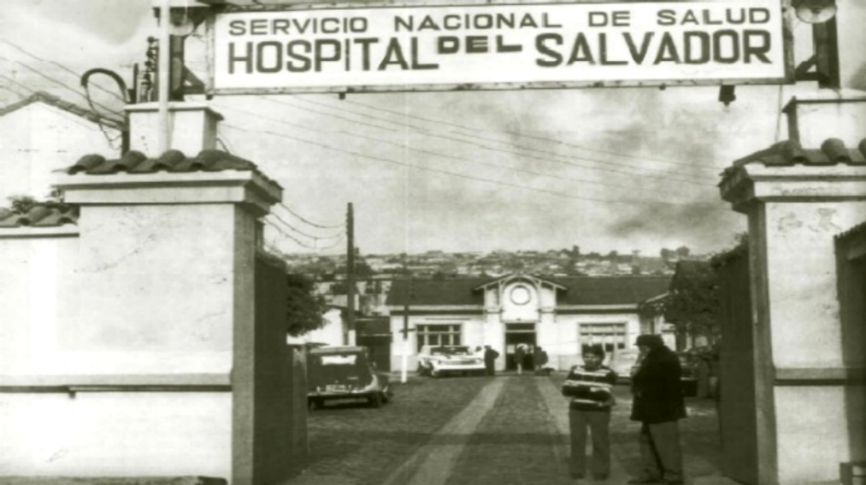 SERVICIO NACIONAL DE SALUD
HOSPITAL DEL SALVADOR